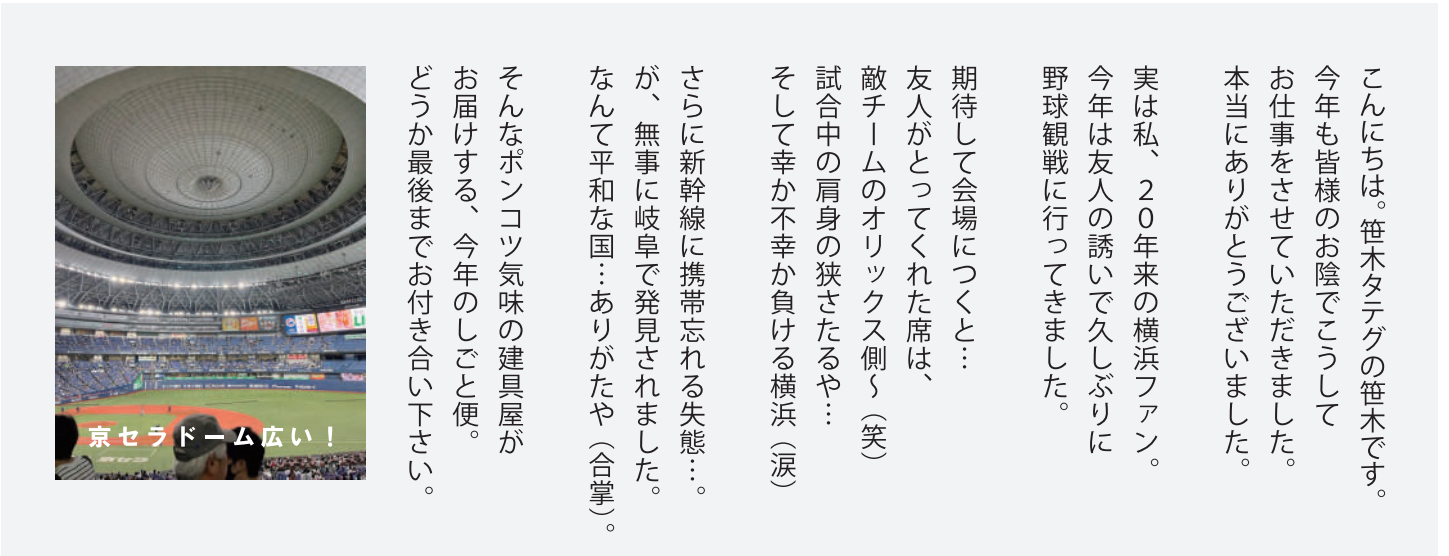 こんにちは。笹木タテグの笹木です。
今年も皆様のお陰でこうして
お仕事をさせていただきました。
本当にありがとうございました。
実は私、20年来の横浜ファン。
今年は友人の誘いで久しぶりに
野球観戦に行ってきました。
期待して会場につくと…
友人がとってくれた席は、
敵チームのオリックス側〜（笑）
試合中の肩身の狭さたるや…
そして幸か不幸か負ける横浜（涙）
さらに新幹線に携帯忘れる失態…。
が、無事に岐阜で発見されました。
なんて平和な国…ありがたや（合掌）。
そんなポンコツ気味の建具屋が
お届けする、今年のしごと便。
どうか最後までお付き合い下さい。
京セラドーム広い！